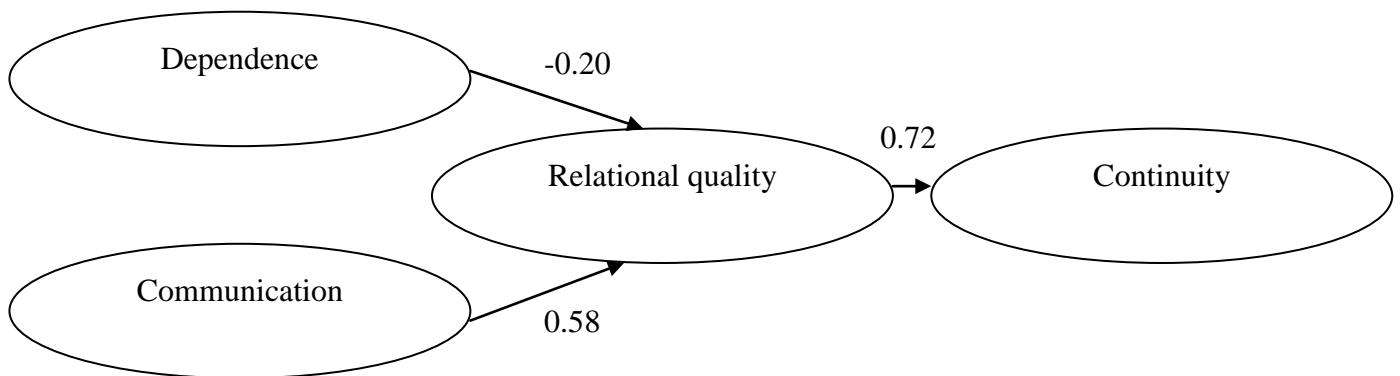 Dependence
-0.20
0.72
Relational quality
Continuity
Communication
0.58